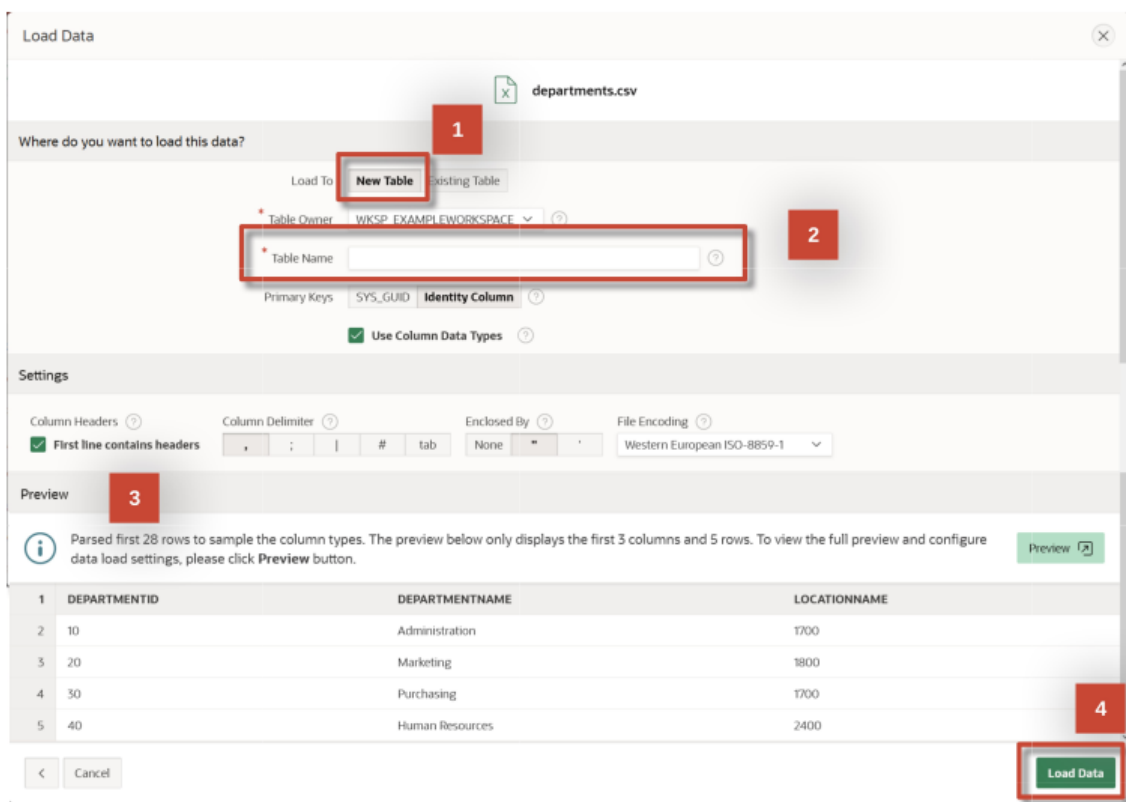 Load Data
departments.csv
1
Where do you want to load this data?
Load To New Table Existing Table
* Table Owner WKSP_EXAMPLEWORKSPACE ?
2
* Table Name ?
Primary Keys SYS_GUID Identity Column ?
Use Column Data Types ?
Settings
Column Headers ? Column Delimiter ? Enclosed By ? File Encoding ?
First line contains headers , ; | # tab None " ' Western European ISO-8859-1
Preview 3
Parsed first 28 rows to sample the column types. The preview below only displays the first 3 columns and 5 rows. To view the full preview and configure
data load settings, please click Preview button.
Preview
1 DEPARTMENTID DEPARTMENTNAME LOCATIONNAME
2 10 Administration 1700
3 20 Marketing 1800
4 30 Purchasing 1700
5 40 Human Resources 2400
4
< Cancel Load Data